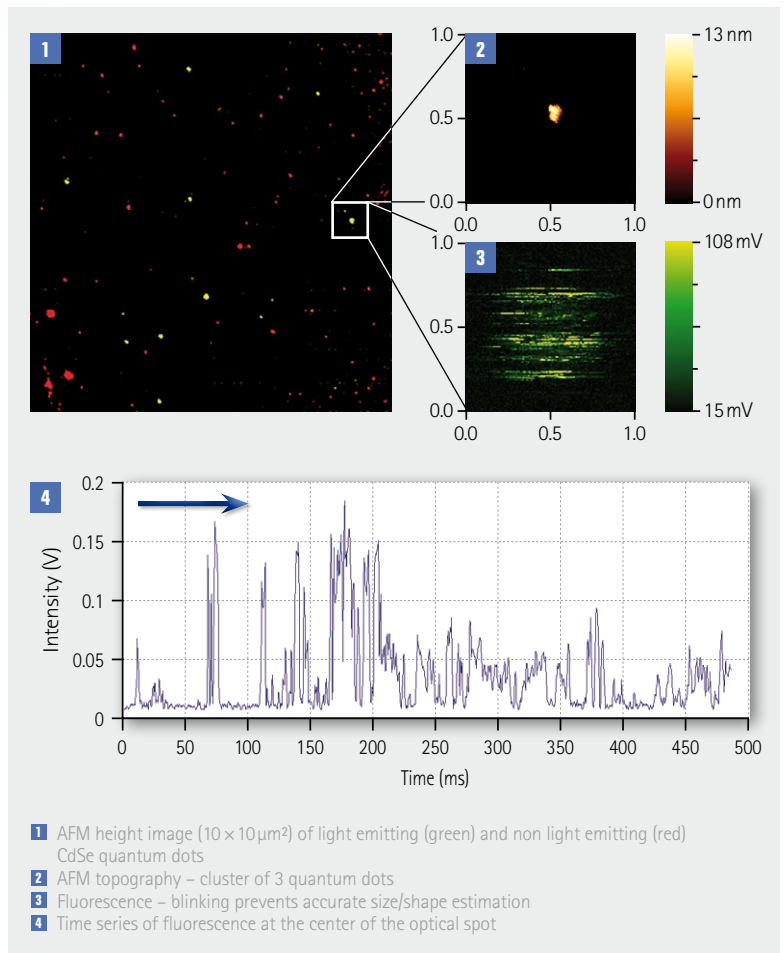 1
2
1.0
0.5
0.0
0.0 0.5 1.0
13 nm
0 nm
3
1.0
0.5
0.0
0.0 0.5 1.0
108 mV
15 mV
4
Intensity (V)
0.2
0.15
0.1
0.05
0
0 50 100 150 200 250 300 350 400 450 500
Time (ms)
1 AFM height image (10 × 10 µm²) of light emitting (green) and non light emitting (red)
CdSe quantum dots
2 AFM topography – cluster of 3 quantum dots
3 Fluorescence – blinking prevents accurate size/shape estimation
4 Time series of fluorescence at the center of the optical spot